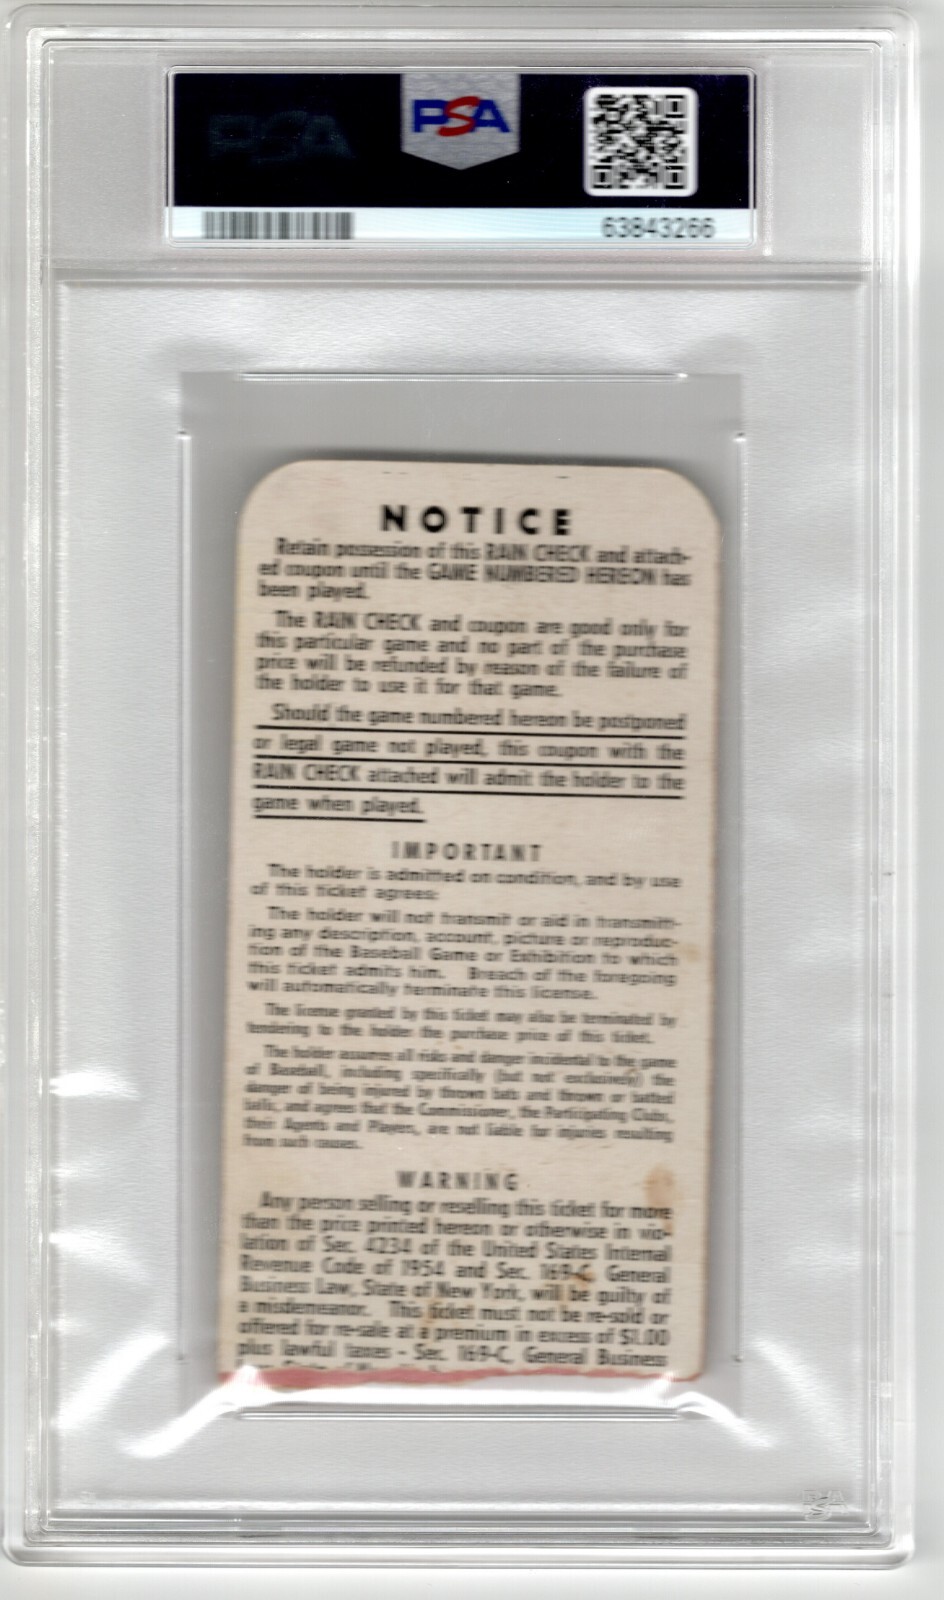 PSA
PSA
63843266
NOTICE
Retain possession of this RAIN CHECK and attach-
ed coupon until the GAME NUMBERED HEREON has
been played.
The RAIN CHECK and coupon are good only for
this particular game and no part of the purchase
price will be refunded by reason of the failure of
the holder to use it for that game.
Should the game numbered hereon be postponed
or legal game not played, this coupon with the
RAIN CHECK attached will admit the holder to the
game when played.
IMPORTANT
The holder is admitted on condition, and by use
of this ticket agrees:
The holder will not transmit or aid in transmitt-
ing any description, account, picture or reproduc-
tion of the Baseball Game or Exhibition to which
this ticket admits him. Breach of the foregoing
will automatically terminate this license.
The license granted by this ticket may also be terminated by
tendering to the holder the purchase price of this ticket.
The holder assumes all risks and danger incidental to the game
of Baseball, including specifically (but not exclusively) the
danger of being injured by thrown bats and thrown or batted
balls, and agrees that the Commissioner, the Participating Clubs,
their Agents and Players, are not liable for injuries resulting
from such causes.
WARNING
Any person selling or reselling this ticket for more
than the price printed hereon or otherwise in vio-
lation of Sec. 4234 of the United States Internal
Revenue Code of 1954 and Sec. 169-C, General
Business Law, State of New York, will be guilty of
a misdemeanor. This ticket must not be re-sold or
offered for re-sale at a premium in excess of $1.00
plus lawful taxes - Sec. 169-C, General Business
PSA